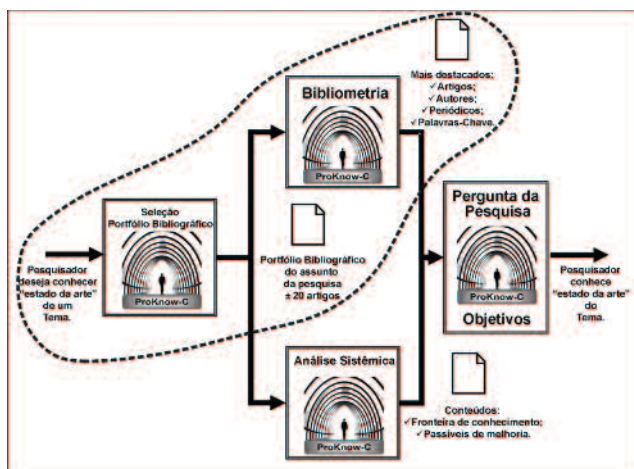 Mais destacados:
✓Artigos;
✓Autores;
✓Periódicos;
✓Palavras-Chave.
Bibliometria
ProKnow-C
Seleção
Portfólio Bibliográfico
ProKnow-C
Pesquisador
deseja conhecer
“estado da arte”
de um
Tema.
Portfólio Bibliográfico
do assunto
da pesquisa
± 20 artigos
Pergunta da
Pesquisa
ProKnow-C
Objetivos
Pesquisador
conhece
“estado da arte”
do
Tema.
Análise Sistêmica
ProKnow-C
Conteúdos:
✓Fronteira de conhecimento;
✓Passíveis de melhoria.